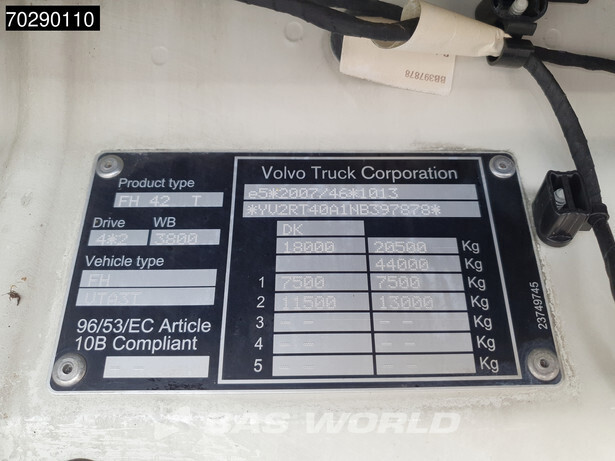 70290110
BB397878
Volvo Truck Corporation
Product type
FH 42 T
Drive WB
4*2 3800
Vehicle type
FH
VTA3T
96/53/EC Article
10B Compliant
-- --
e5*2007/46*1013
*YV2RT40A1NB397878*
DK
18000 20500 Kg
44000 Kg
1 7500 7500 Kg
2 11500 13000 Kg
3 -- -- -- -- Kg
4 -- -- -- -- Kg
5 -- -- -- -- Kg
23749745
BAS WORLD